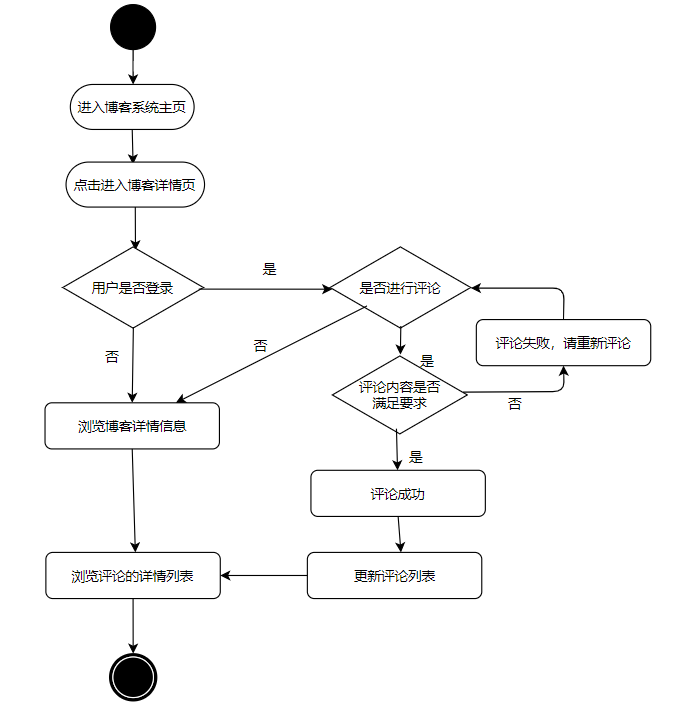 进入博客系统主页
点击进入博客详情页
是
用户是否登录
是否进行评论
评论失败，请重新评论
否
否
是
评论内容是否
满足要求
否
浏览博客详情信息
是
评论成功
浏览评论的详情列表
更新评论列表